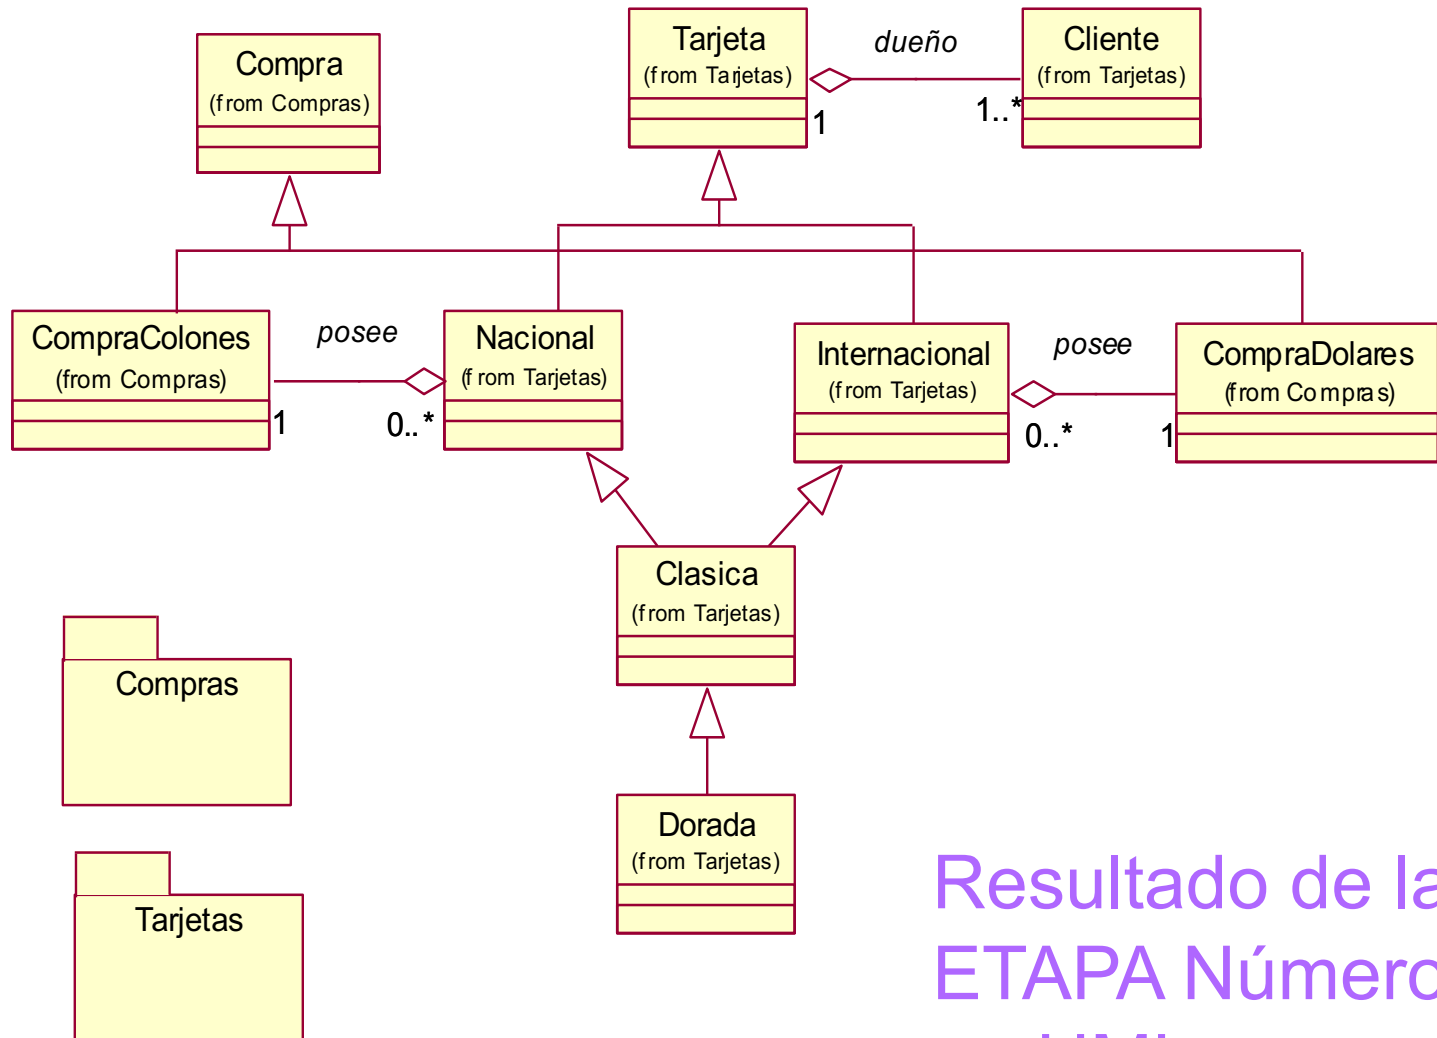 Compra
(from Compras)
Tarjeta
(from Tarjetas)
dueño
Cliente
(from Tarjetas)
1
1..*
CompraColones
(from Compras)
posee
1
0..*
Nacional
(from Tarjetas)
Internacional
(from Tarjetas)
posee
0..*
1
CompraDolares
(from Compras)
Clasica
(from Tarjetas)
Compras
Dorada
(from Tarjetas)
Tarjetas
Resultado de la
ETAPA Número